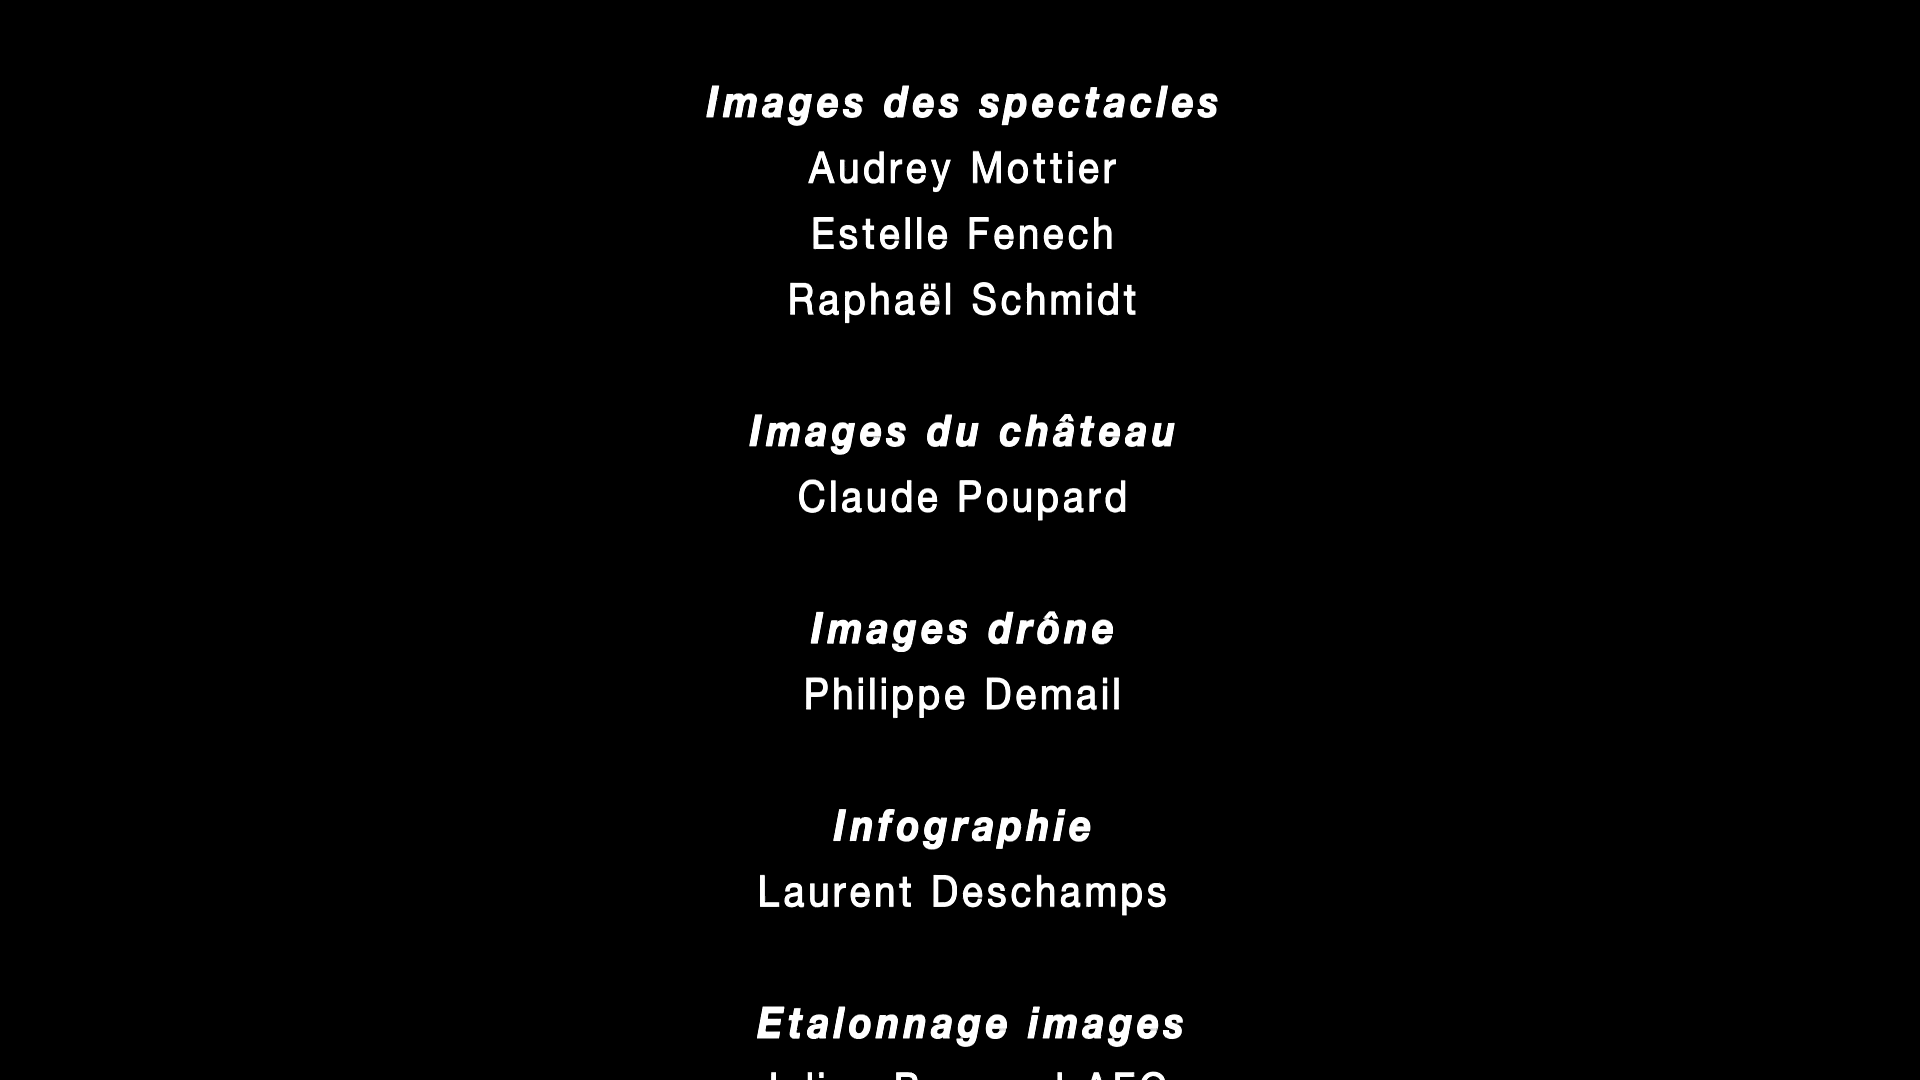 Images des spectacles
Audrey Mottier
Estelle Fenech
Raphaël Schmidt
Images du château
Claude Poupard
Images drône
Philippe Demail
Infographie
Laurent Deschamps
Etalonnage images